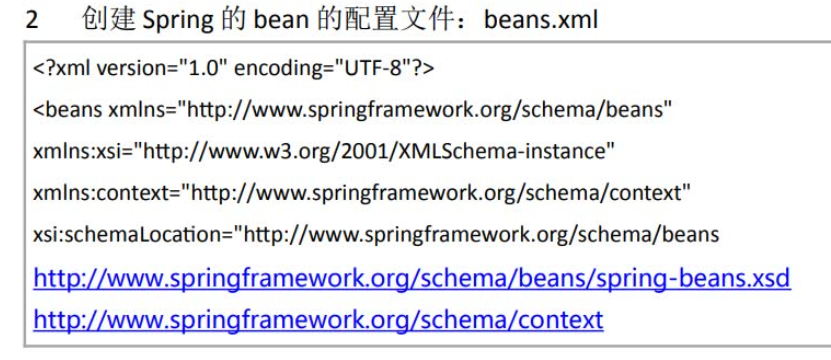 2 创建 Spring 的 bean 的配置文件：beans.xml
<?xml version="1.0" encoding="UTF-8"?>
<beans xmlns="http://www.springframework.org/schema/beans"
xmlns:xsi="http://www.w3.org/2001/XMLSchema-instance"
xmlns:context="http://www.springframework.org/schema/context"
xsi:schemaLocation="http://www.springframework.org/schema/beans
http://www.springframework.org/schema/beans/spring-beans.xsd
http://www.springframework.org/schema/context